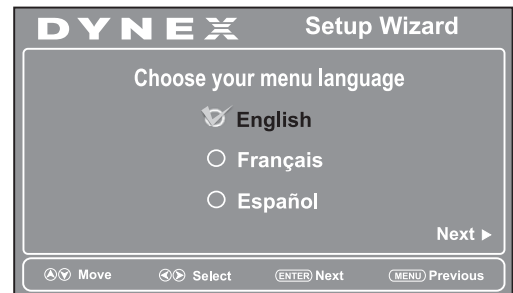 DYNEX Setup Wizard
Choose your menu language
English
Français
Español
Next ▶
Move Select ENTER Next MENU Previous